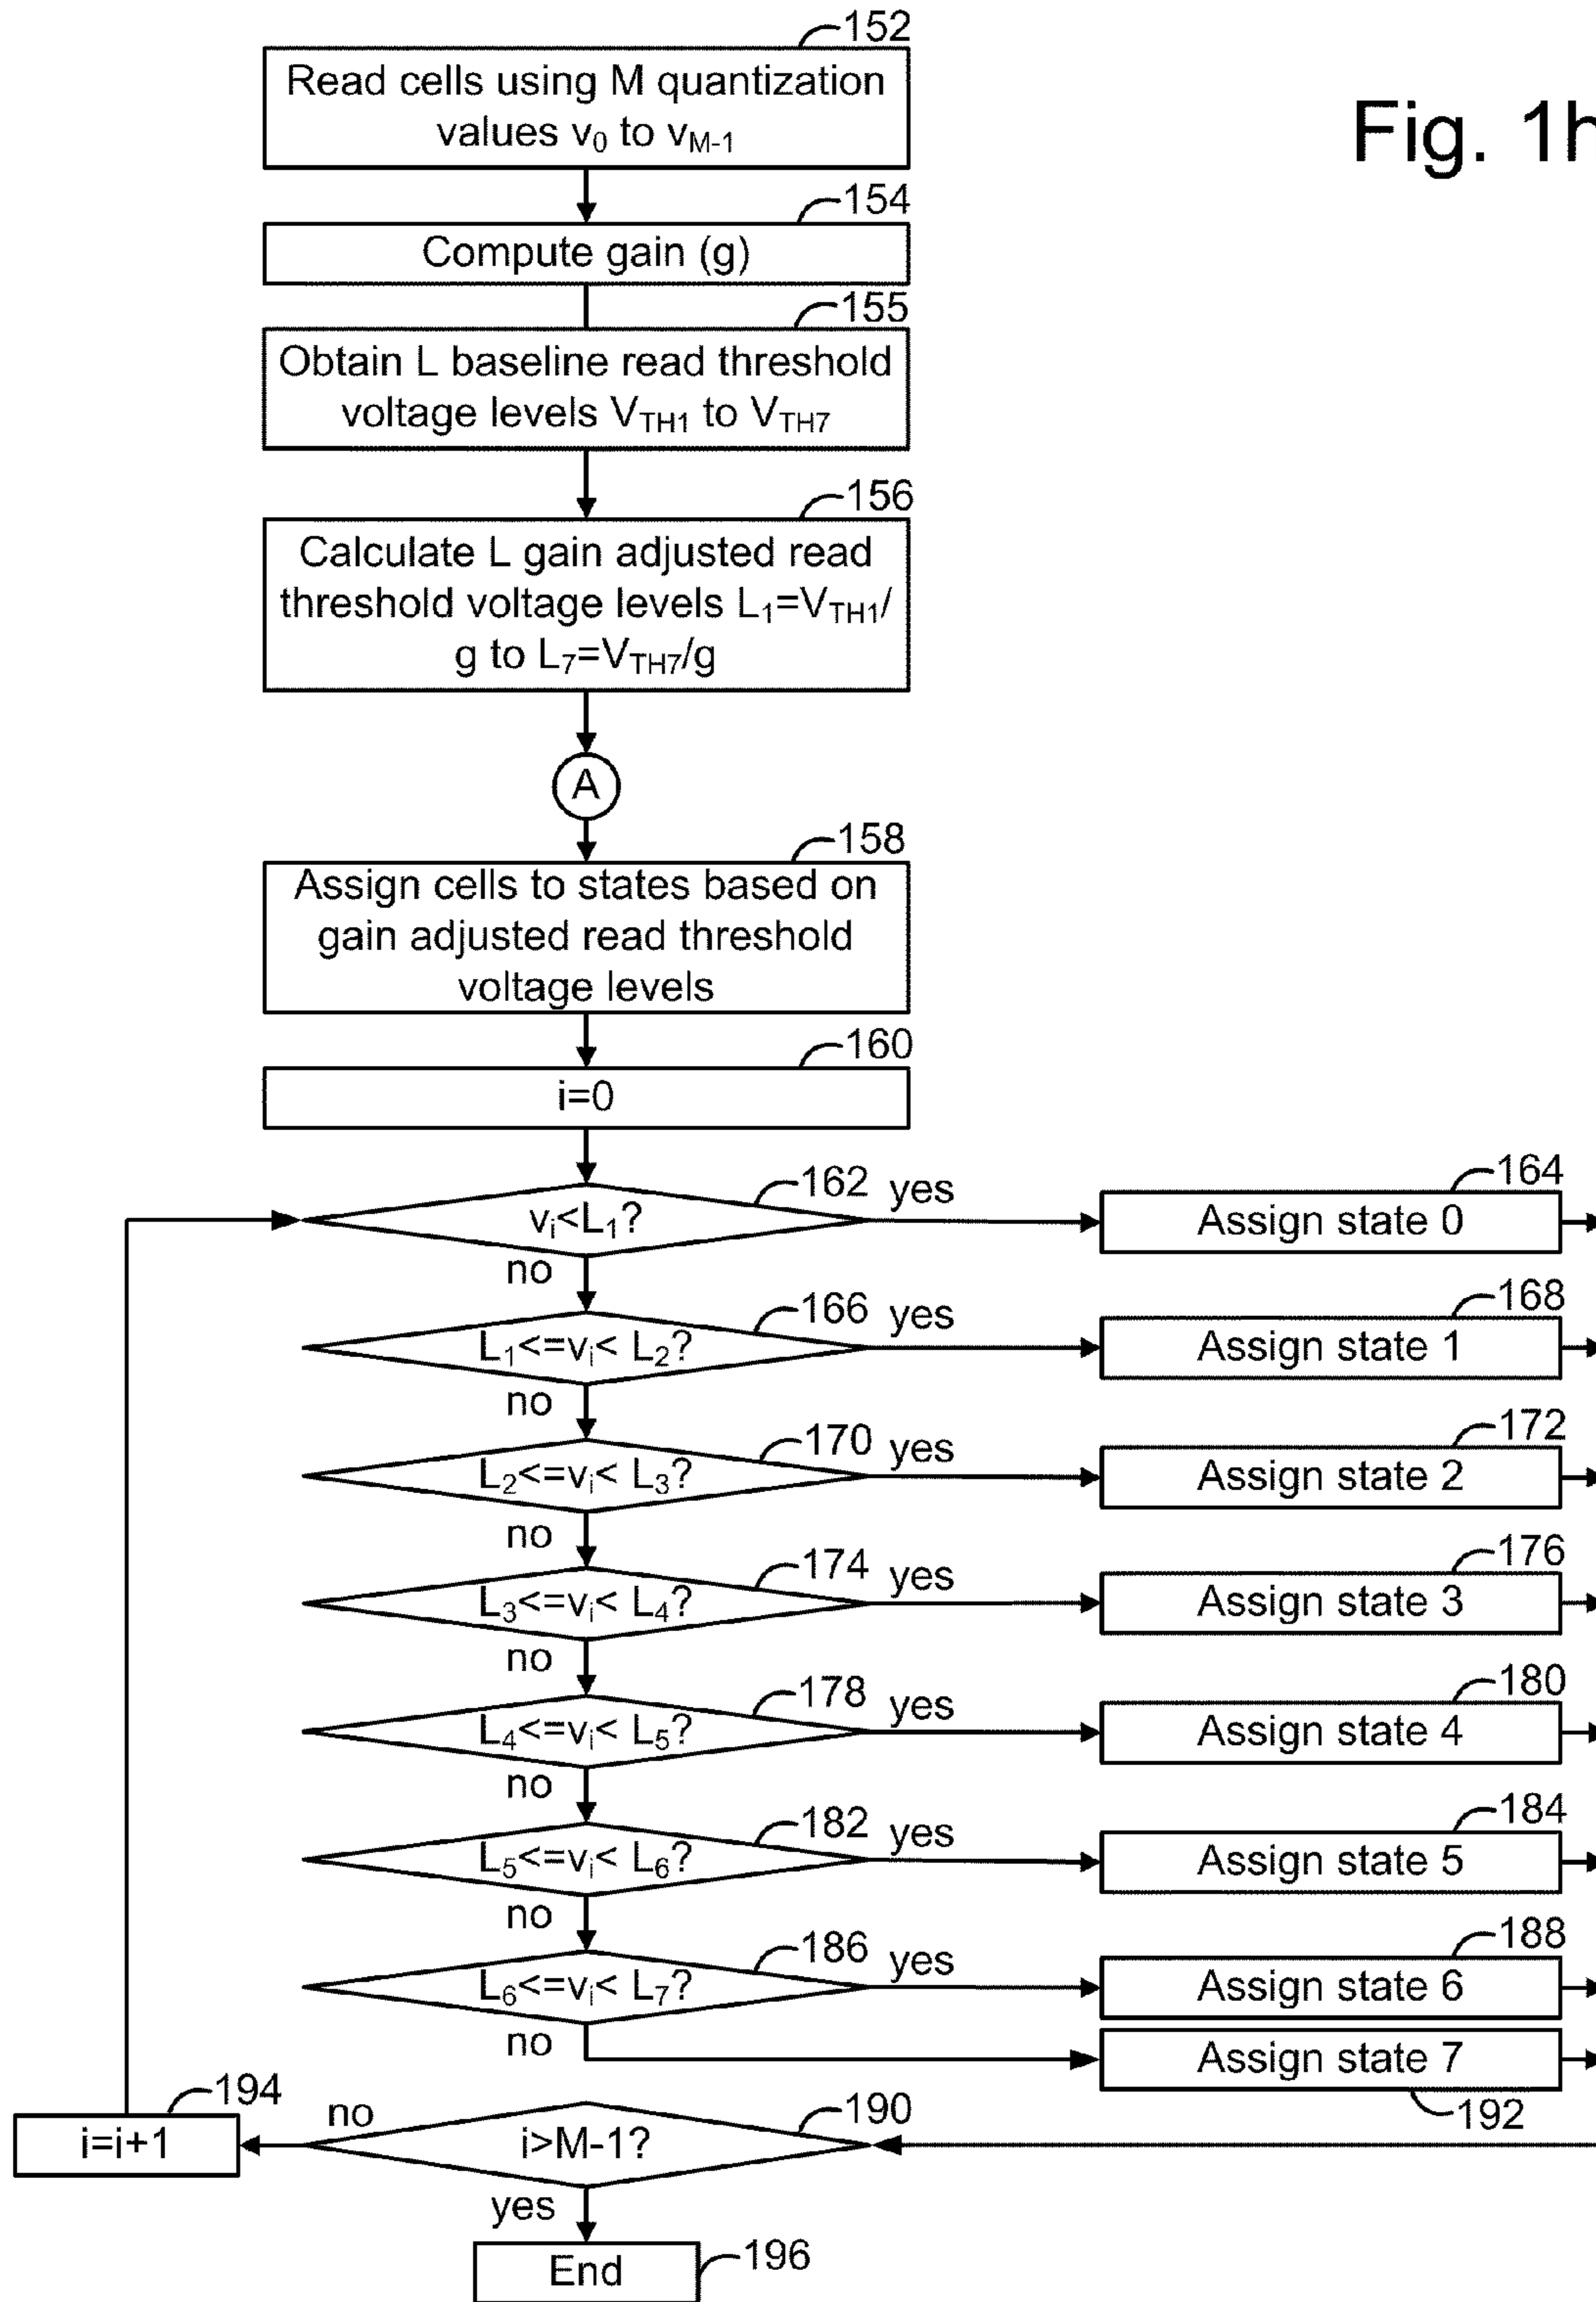 152
Read cells using M quantization
values v₀ to v_M-1
Fig. 1h
154
Compute gain (g)
155
Obtain L baseline read threshold
voltage levels V_TH1 to V_TH7
156
Calculate L gain adjusted read
threshold voltage levels L₁=V_TH1/
g to L₇=V_TH7/g
A
158
Assign cells to states based on
gain adjusted read threshold
voltage levels
160
i=0
162
vᵢ<L₁?
yes
164
Assign state 0
no
166
L₁<=vᵢ< L₂?
yes
168
Assign state 1
no
170
L₂<=vᵢ< L₃?
yes
172
Assign state 2
no
174
L₃<=vᵢ< L₄?
yes
176
Assign state 3
no
178
L₄<=vᵢ< L₅?
yes
180
Assign state 4
no
182
L₅<=vᵢ< L₆?
yes
184
Assign state 5
no
186
L₆<=vᵢ< L₇?
yes
188
Assign state 6
no
Assign state 7
192
194
i=i+1
no
190
i>M-1?
yes
End
196